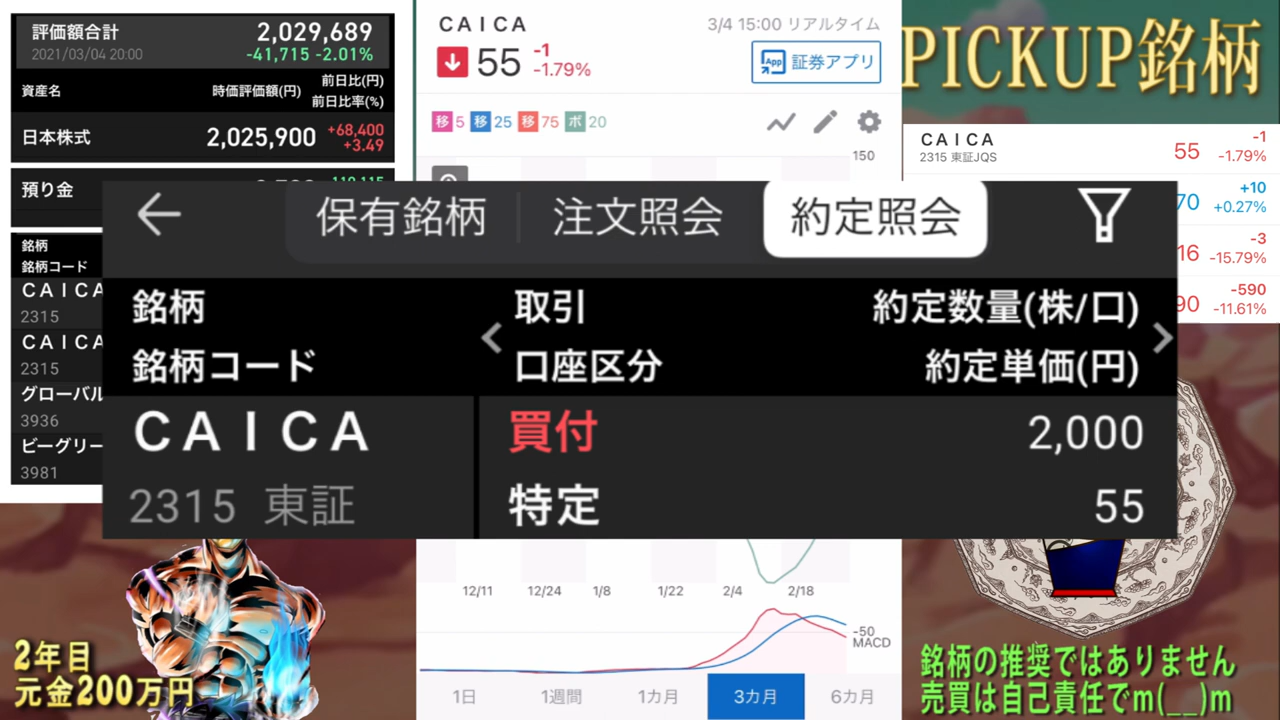 評価額合計
2,029,689
2021/03/04 20:00
-41,715 -2.01%
資産名
時価評価額(円)
前日比(円)
前日比率(%)
日本株式
2,025,900
+68,400
+3.49
預り金
銘柄
銘柄コード
CAICA
2315
CAICA
2315
グローバル
3936
ビーグリー
3981
2年目
元金200万円
CAICA
3/4 15:00 リアルタイム
55
-1
-1.79%
App 証券アプリ
移5 移25 移75 ボ20
150
PICKUP銘柄
CAICA
2315 東証JQS
55
-1
-1.79%
70
+10
+0.27%
16
-3
-15.79%
90
-590
-11.61%
保有銘柄
注文照会
約定照会
銘柄
銘柄コード
取引
口座区分
約定数量(株/口)
約定単価(円)
CAICA
2315 東証
買付
特定
2,000
55
12/11 12/24 1/8 1/22 2/4 2/18
-50
MACD
1日 1週間 1カ月 3カ月 6カ月
銘柄の推奨ではありません
売買は自己責任でm(__)m